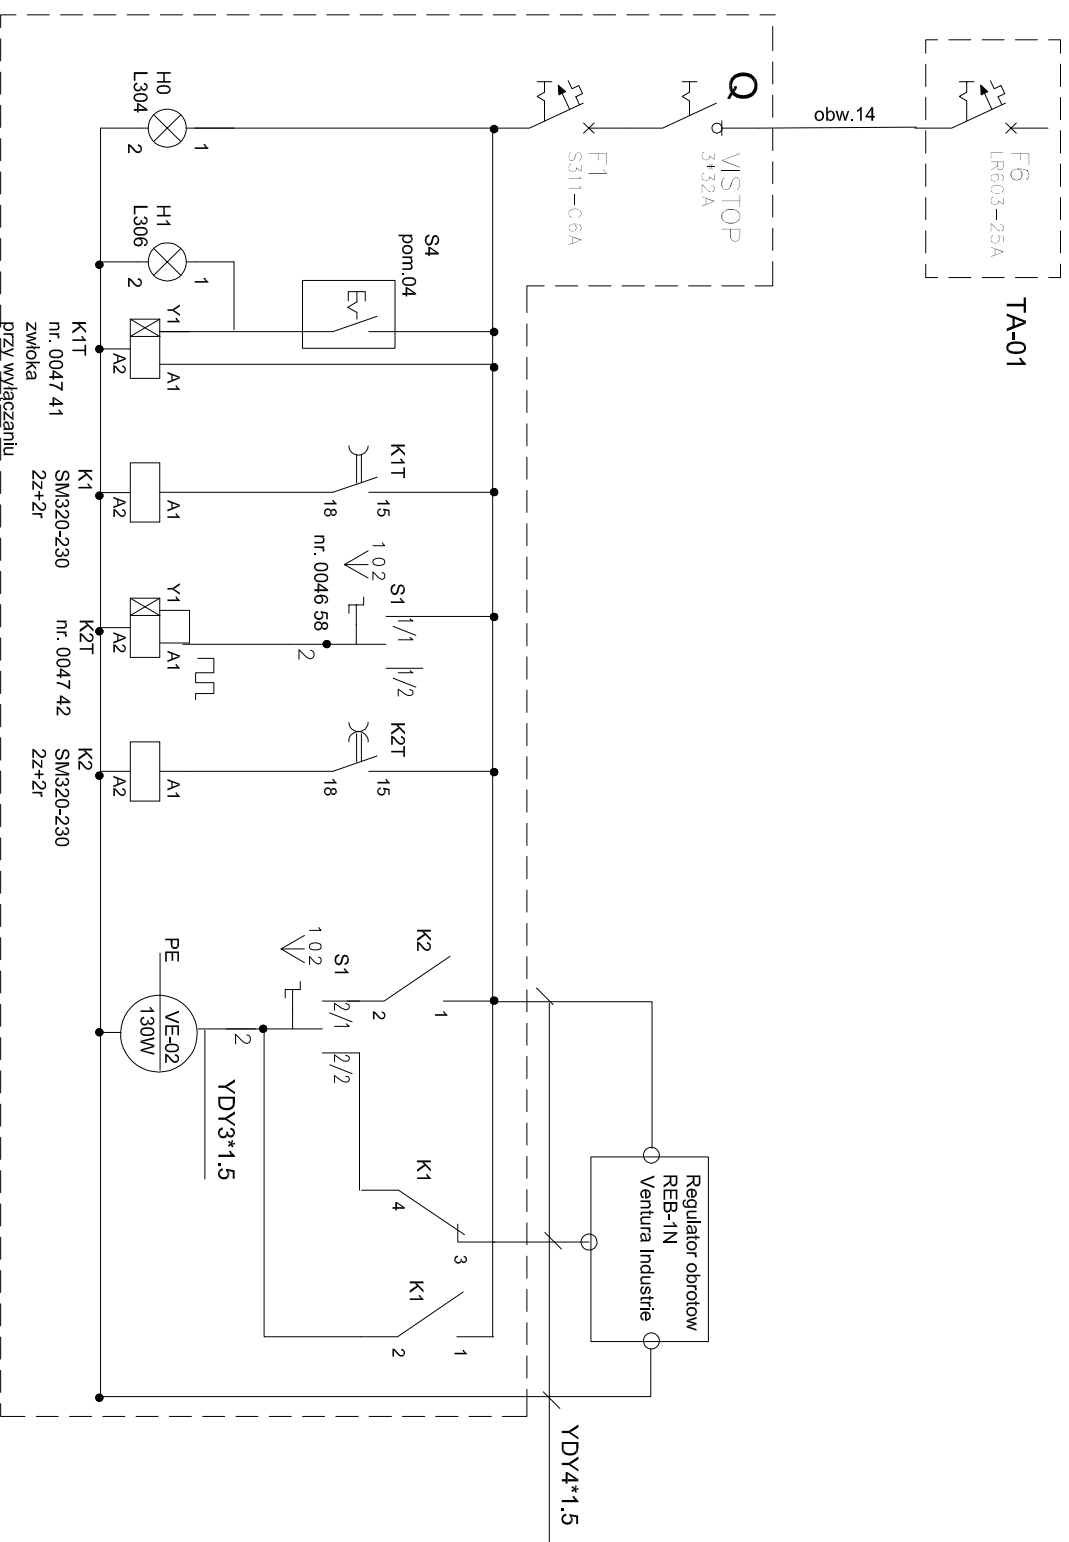 TA-01
F6
LR603-25A
obw.14
Q
VISTOP
3*32A
F1
S311-C6A
H0
L304
1
2
H1
L306
1
2
S4
pom.04
Y1
A1
A2
K1T
nr. 0047 41
zwłoka
przy wyłączaniu
K1T
15
18
A1
A2
K1
SM320-230
2z+2r
1 0 2
S1
1/1
1/2
nr. 0046 58
2
Y1
A1
A2
K2T
nr. 0047 42
K2T
15
18
A1
A2
K2
SM320-230
2z+2r
K2
1
2
1 0 2
S1
2/1
2/2
2
PE
VE-02
130W
YDY3*1.5
K1
3
4
K1
1
2
Regulator obrotow
REB-1N
Ventura Industrie
YDY4*1.5